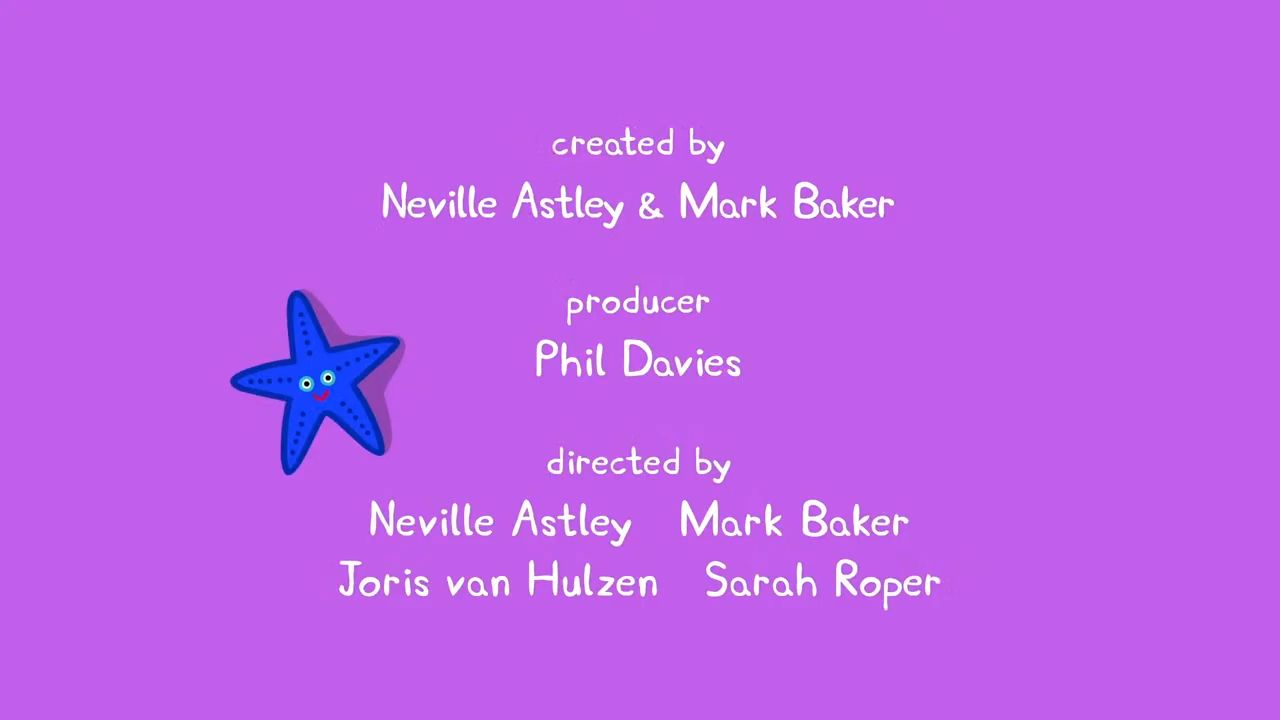 created by
Neville Astley & Mark Baker
producer
Phil Davies
directed by
Neville Astley Mark Baker
Joris van Hulzen Sarah Roper